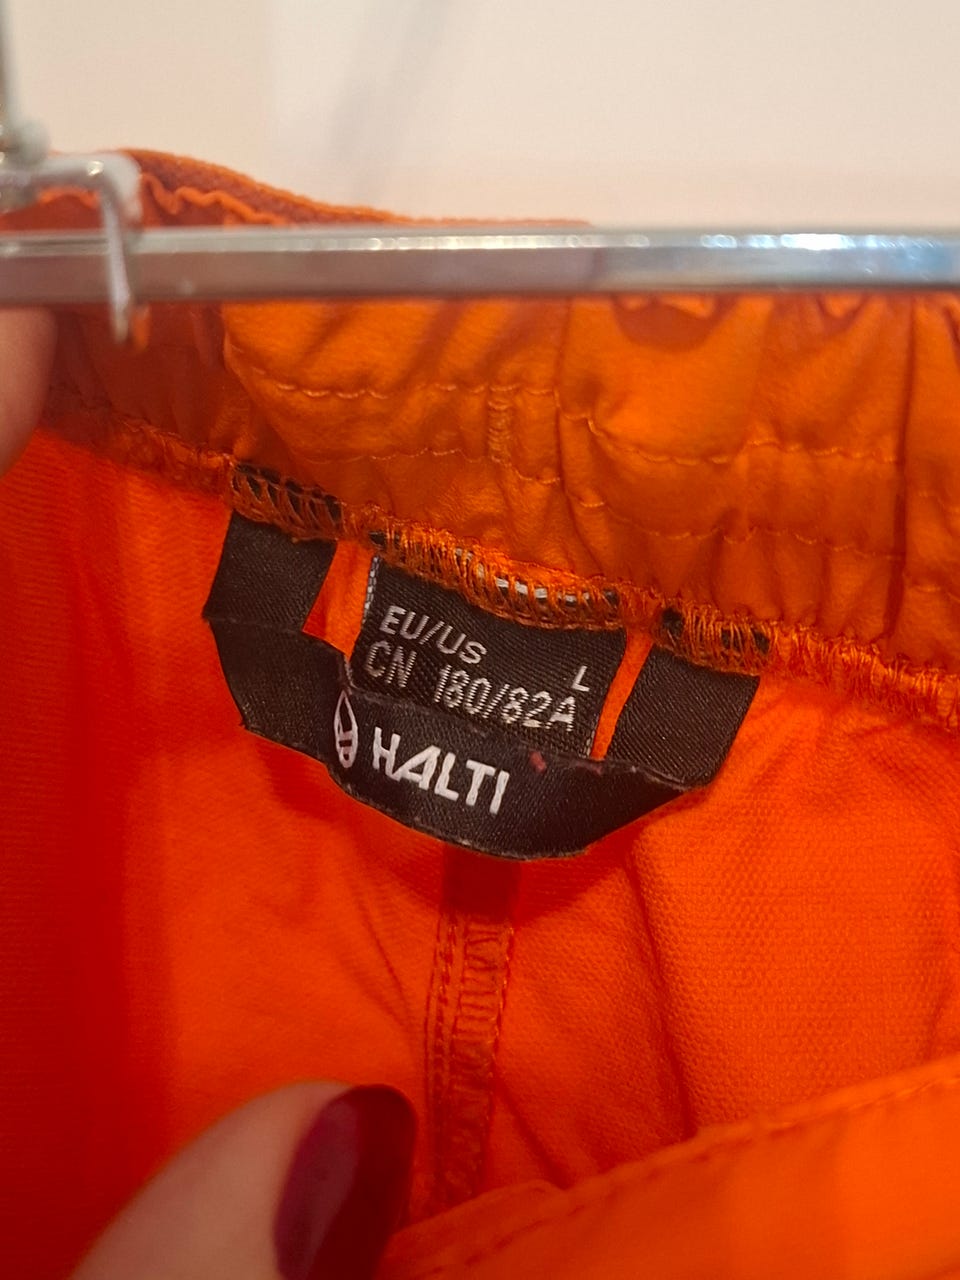 EU/US L
CN 180/82A
HALTI